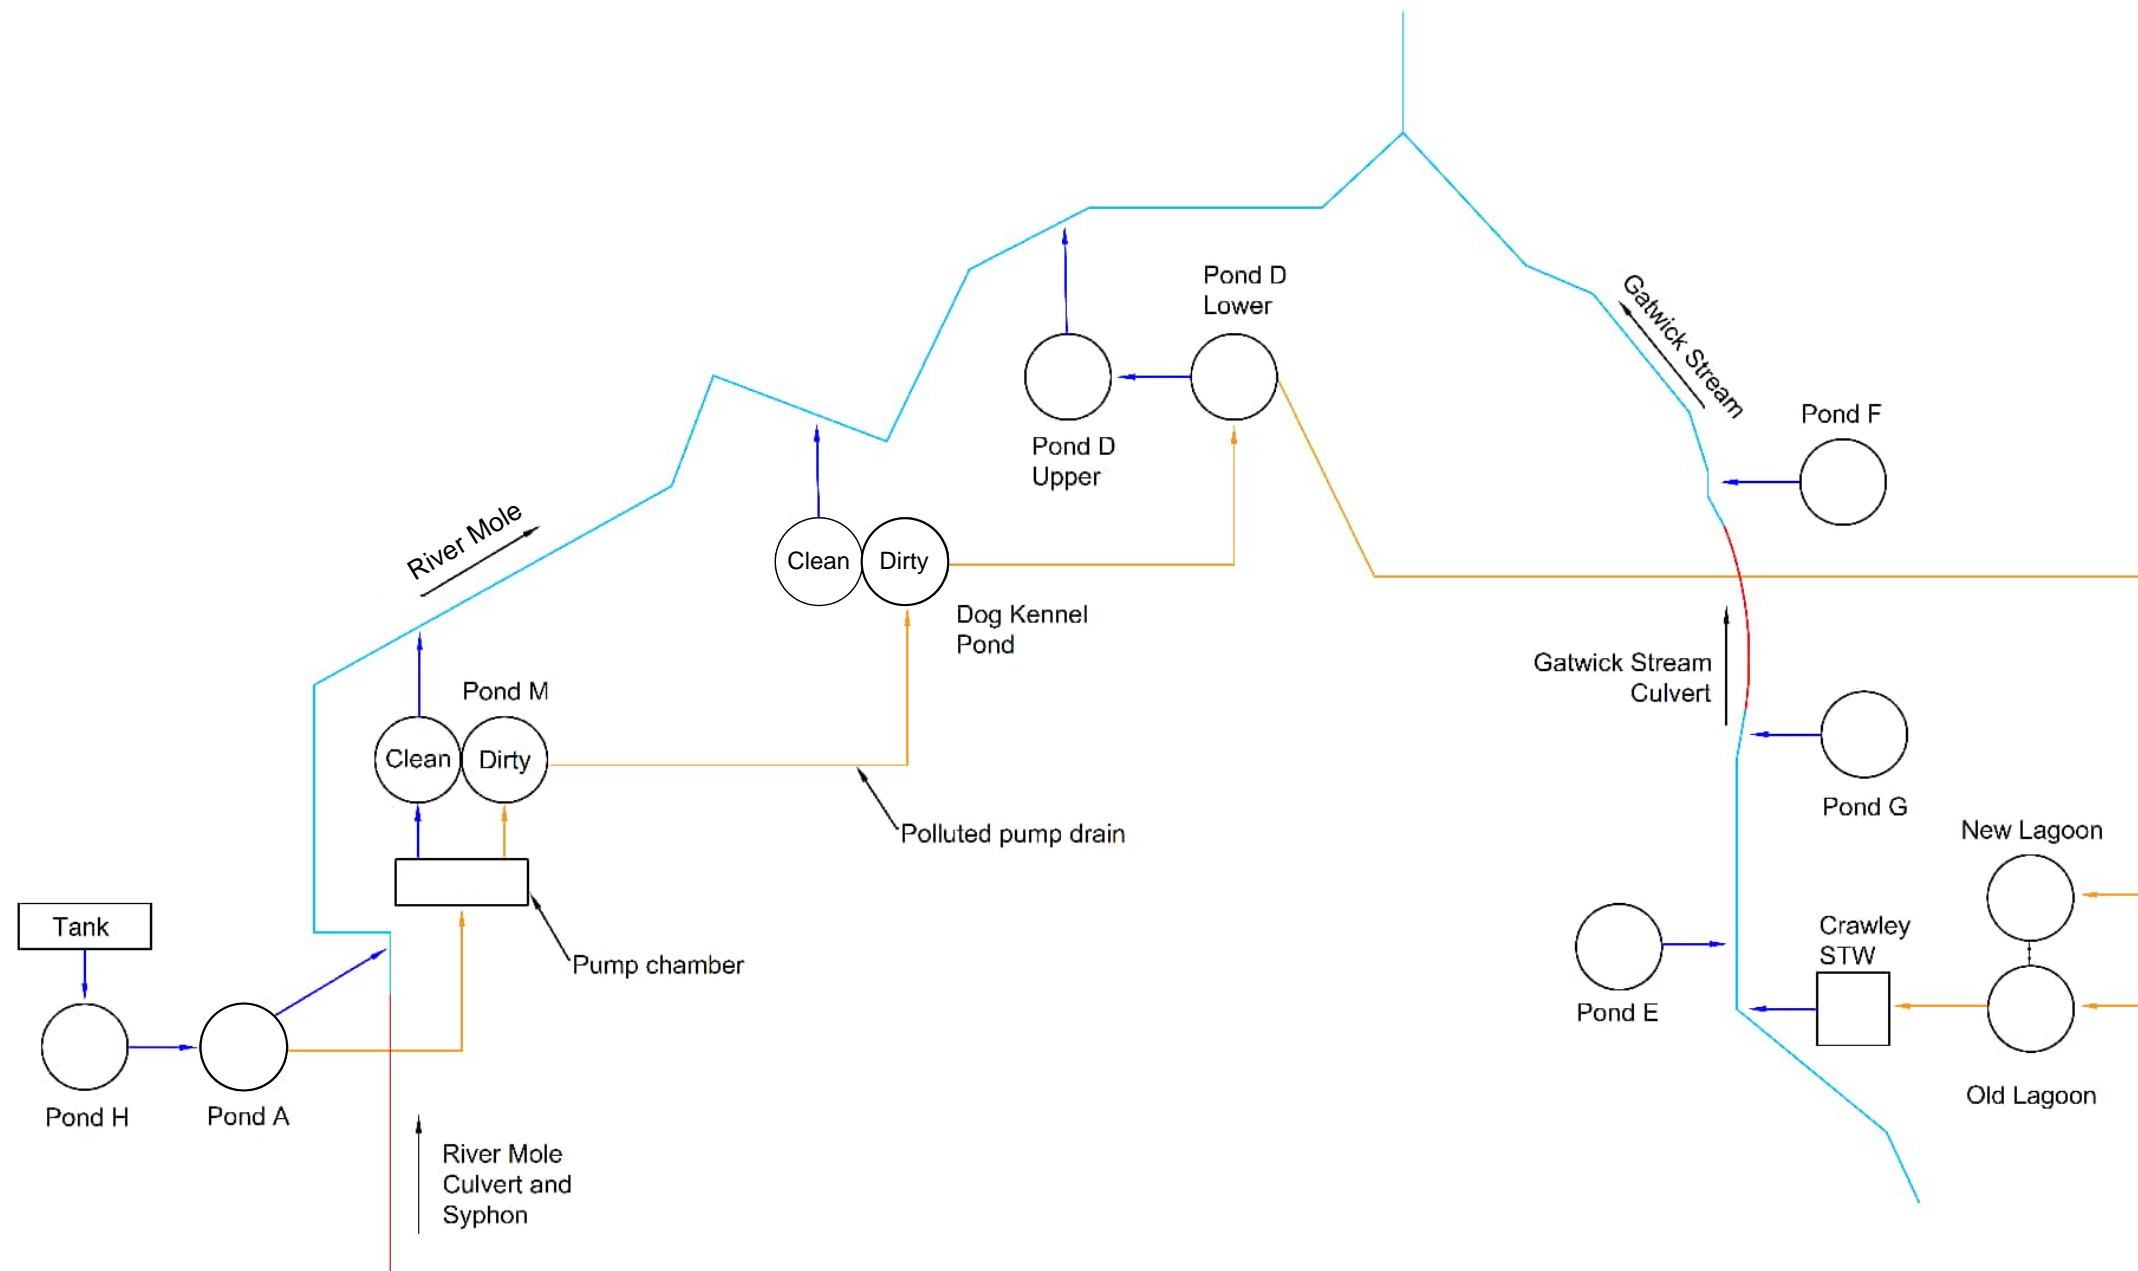 Pond D
Lower
Gatwick Stream
Pond F
Pond D
Upper
River Mole
Clean
Dirty
Dog Kennel
Pond
Gatwick Stream
Culvert
Pond M
Clean
Dirty
Pond G
Polluted pump drain
New Lagoon
Tank
Crawley
STW
Pump chamber
Pond E
Old Lagoon
Pond H
Pond A
River Mole
Culvert and
Syphon